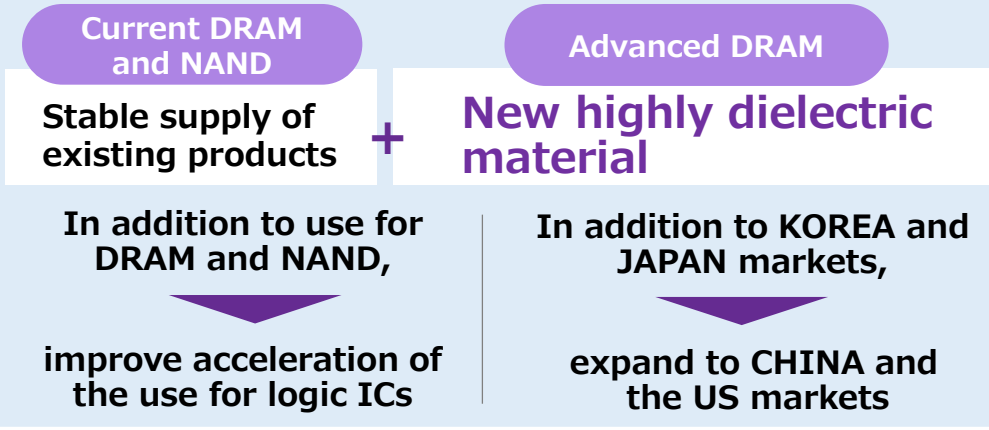 Current DRAM
and NAND
Stable supply of
existing products
+
Advanced DRAM
New highly dielectric
material
In addition to use for
DRAM and NAND,
improve acceleration of
the use for logic ICs
In addition to KOREA and
JAPAN markets,
expand to CHINA and
the US markets